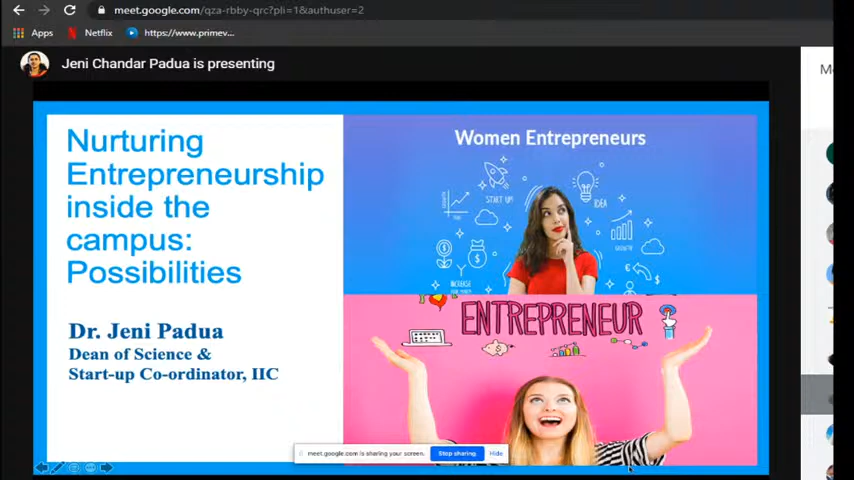 meet.google.com/qza-rbby-qrc?pli=1&authuser=2
Apps
Netflix
https://www.primev...
Jeni Chandar Padua is presenting
Nurturing
Entrepreneurship
inside the
campus:
Possibilities
Dr. Jeni Padua
Dean of Science &
Start-up Co-ordinator, IIC
Women Entrepreneurs
START UP
IDEA
GROWTH
ENTREPRENEUR
meet.google.com is sharing your screen.
Stop sharing
Hide